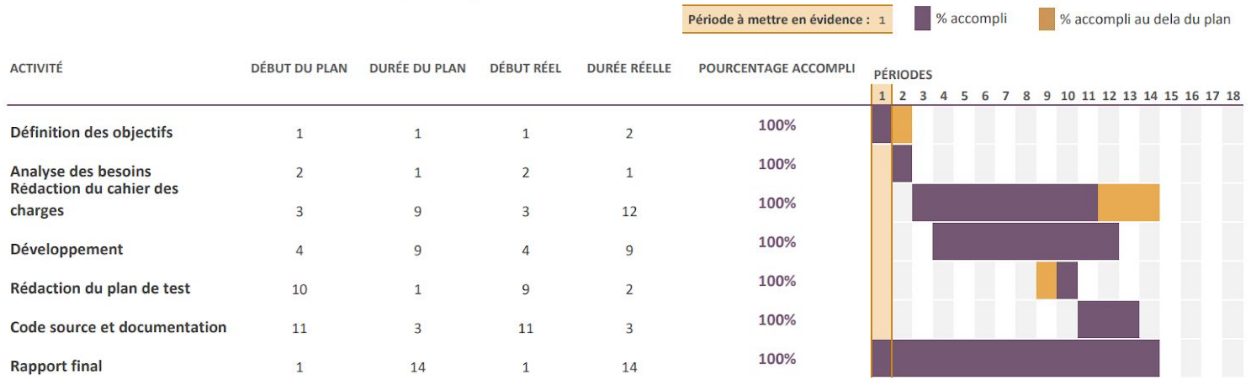 Période à mettre en évidence : 1 % accompli % accompli au dela du plan
ACTIVITÉ DÉBUT DU PLAN DURÉE DU PLAN DÉBUT RÉEL DURÉE RÉELLE POURCENTAGE ACCOMPLI PÉRIODES
1 2 3 4 5 6 7 8 9 10 11 12 13 14 15 16 17 18
Définition des objectifs 1 1 1 2 100%
Analyse des besoins 2 1 2 1 100%
Rédaction du cahier des
charges 3 9 3 12 100%
Développement 4 9 4 9 100%
Rédaction du plan de test 10 1 9 2 100%
Code source et documentation 11 3 11 3 100%
Rapport final 1 14 1 14 100%